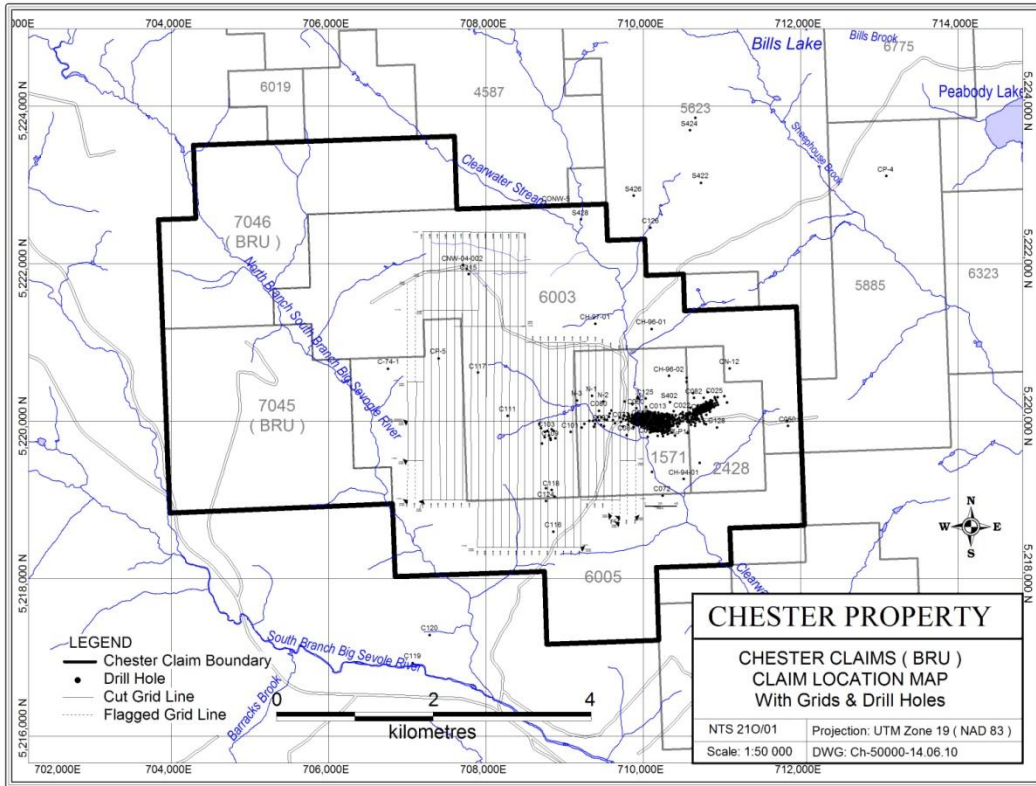 704,000E 706,000E 708,000E 710,000E 712,000E 714,000E
Bills Lake
Bills Brook
6775
6019
4587
5623
Peabody Lake
5,224,000 N
5,224,000 N
S424
Sheephouse Brook
Clearwater Stream
CP-4
S422
S426
S428
C126
7046
( BRU )
5,222,000 N
5,222,000 N
CNW-04-002
6003
6323
5885
North Branch South Branch Big Sevogle River
CH-97-01
CH-96-01
C-74-1
CP-5
C117
CH-96-02
CN-12
N-1
N-3
N-2
C125
S402
C082
C025
C013
7045
( BRU )
C111
C103
C101
C128
C050
5,220,000 N
5,220,000 N
1571
2428
CH-94-01
C118
C124
C072
C116
N
W E
S
5,218,000 N
5,218,000 N
6005
C120
C119
South Branch Big Sevole River
Barracks Brook
5,216,000 N
LEGEND
Chester Claim Boundary
Drill Hole
Cut Grid Line
Flagged Grid Line
0 2 4
kilometres
CHESTER PROPERTY
CHESTER CLAIMS ( BRU )
CLAIM LOCATION MAP
With Grids & Drill Holes
NTS 21O/01
Projection: UTM Zone 19 ( NAD 83 )
Scale: 1:50 000
DWG: Ch-50000-14.06.10
702,000E 704,000E 706,000E 708,000E 710,000E 712,000E